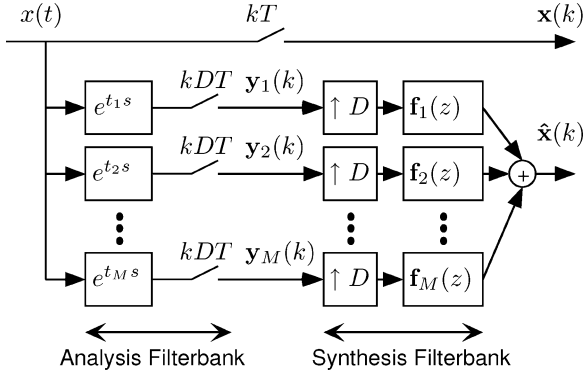 x(t) kT 𝐱(k)
e^{t_1 s} kDT 𝐲_1(k) ↑ D 𝐟_1(z)
𝐱̂(k)
e^{t_2 s} kDT 𝐲_2(k) ↑ D 𝐟_2(z) +
e^{t_M s} kDT 𝐲_M(k) ↑ D 𝐟_M(z)
Analysis Filterbank Synthesis Filterbank